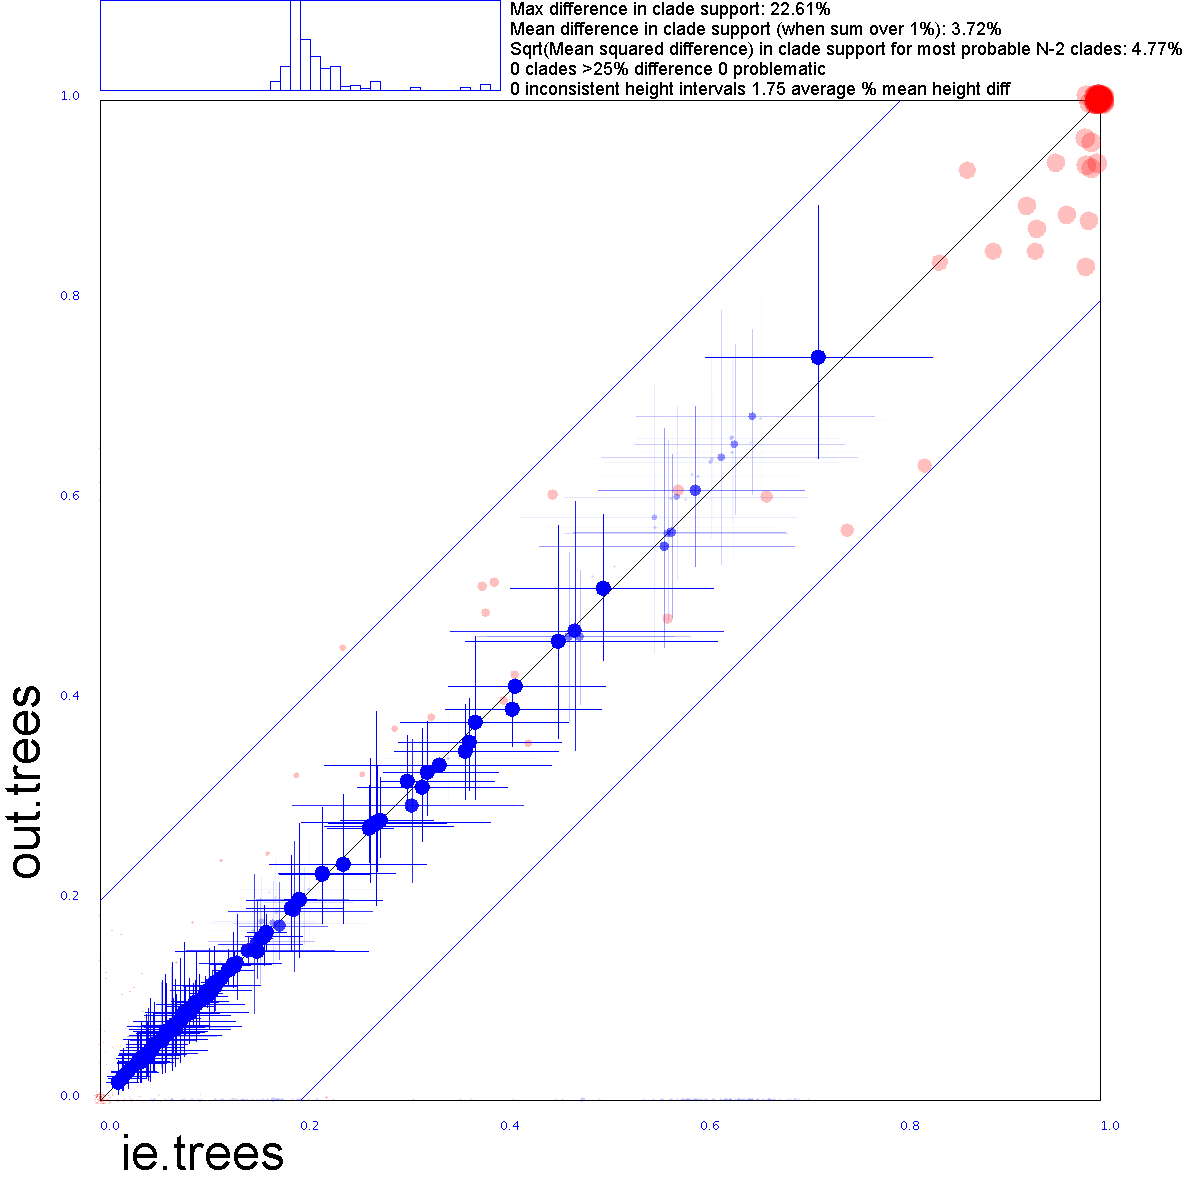 Max difference in clade support: 22.61%
Mean difference in clade support (when sum over 1%): 3.72%
Sqrt(Mean squared difference) in clade support for most probable N-2 clades: 4.77%
0 clades >25% difference 0 problematic
0 inconsistent height intervals 1.75 average % mean height diff
1.0
0.8
0.6
0.4
0.2
0.0
out.trees
0.0 0.2 0.4 0.6 0.8 1.0
ie.trees